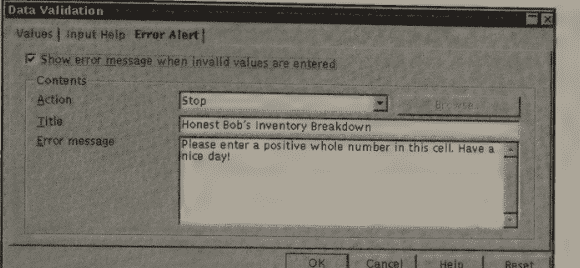 Data Validation
Values Input Help Error Alert
Show error message when invalid values are entered
Contents
Action Stop Browse...
Title Honest Bob's Inventory Breakdown
Error message Please enter a positive whole number in this cell. Have a
nice day!
OK Cancel Help Reset